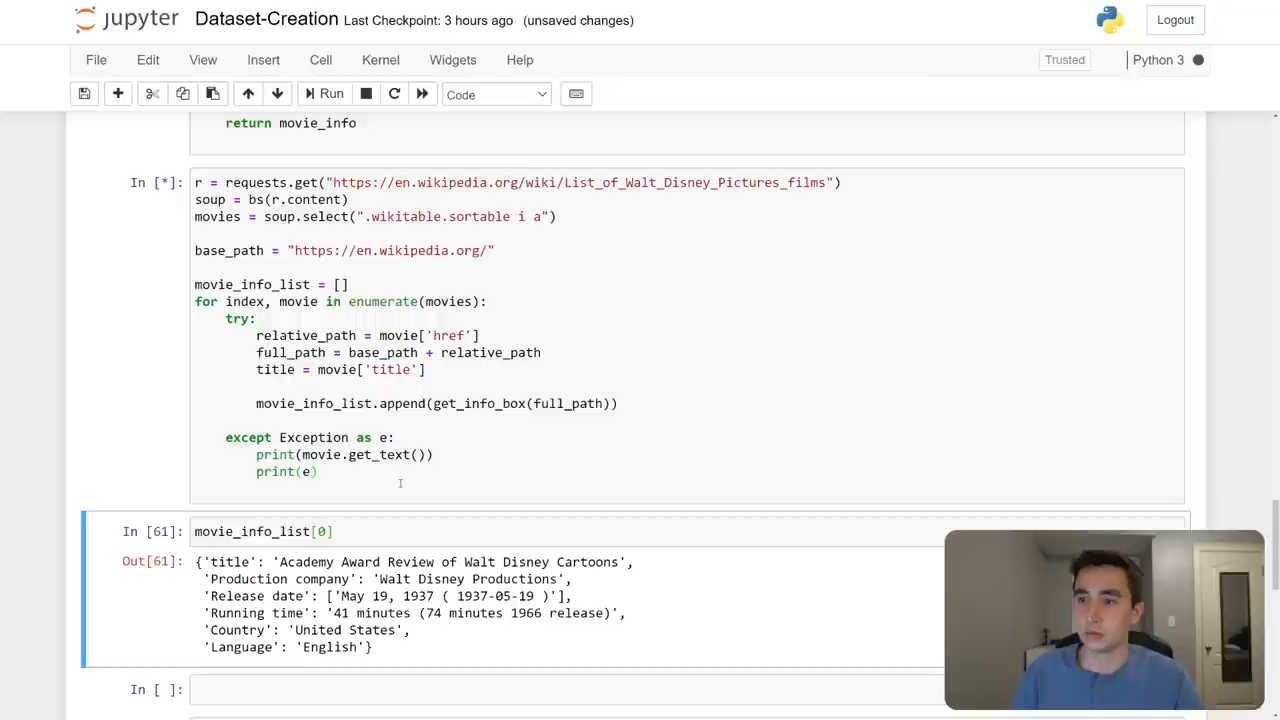 jupyter Dataset-Creation Last Checkpoint: 3 hours ago (unsaved changes) Logout
File Edit View Insert Cell Kernel Widgets Help Trusted Python 3
Run Code
return movie_info
In [*]: r = requests.get("https://en.wikipedia.org/wiki/List_of_Walt_Disney_Pictures_films")
soup = bs(r.content)
movies = soup.select(".wikitable.sortable i a")
base_path = "https://en.wikipedia.org/"
movie_info_list = []
for index, movie in enumerate(movies):
try:
relative_path = movie['href']
full_path = base_path + relative_path
title = movie['title']
movie_info_list.append(get_info_box(full_path))
except Exception as e:
print(movie.get_text())
print(e)
In [61]: movie_info_list[0]
Out[61]: {'title': 'Academy Award Review of Walt Disney Cartoons',
'Production company': 'Walt Disney Productions',
'Release date': ['May 19, 1937 ( 1937-05-19 )'],
'Running time': '41 minutes (74 minutes 1966 release)',
'Country': 'United States',
'Language': 'English'}
In [ ]: